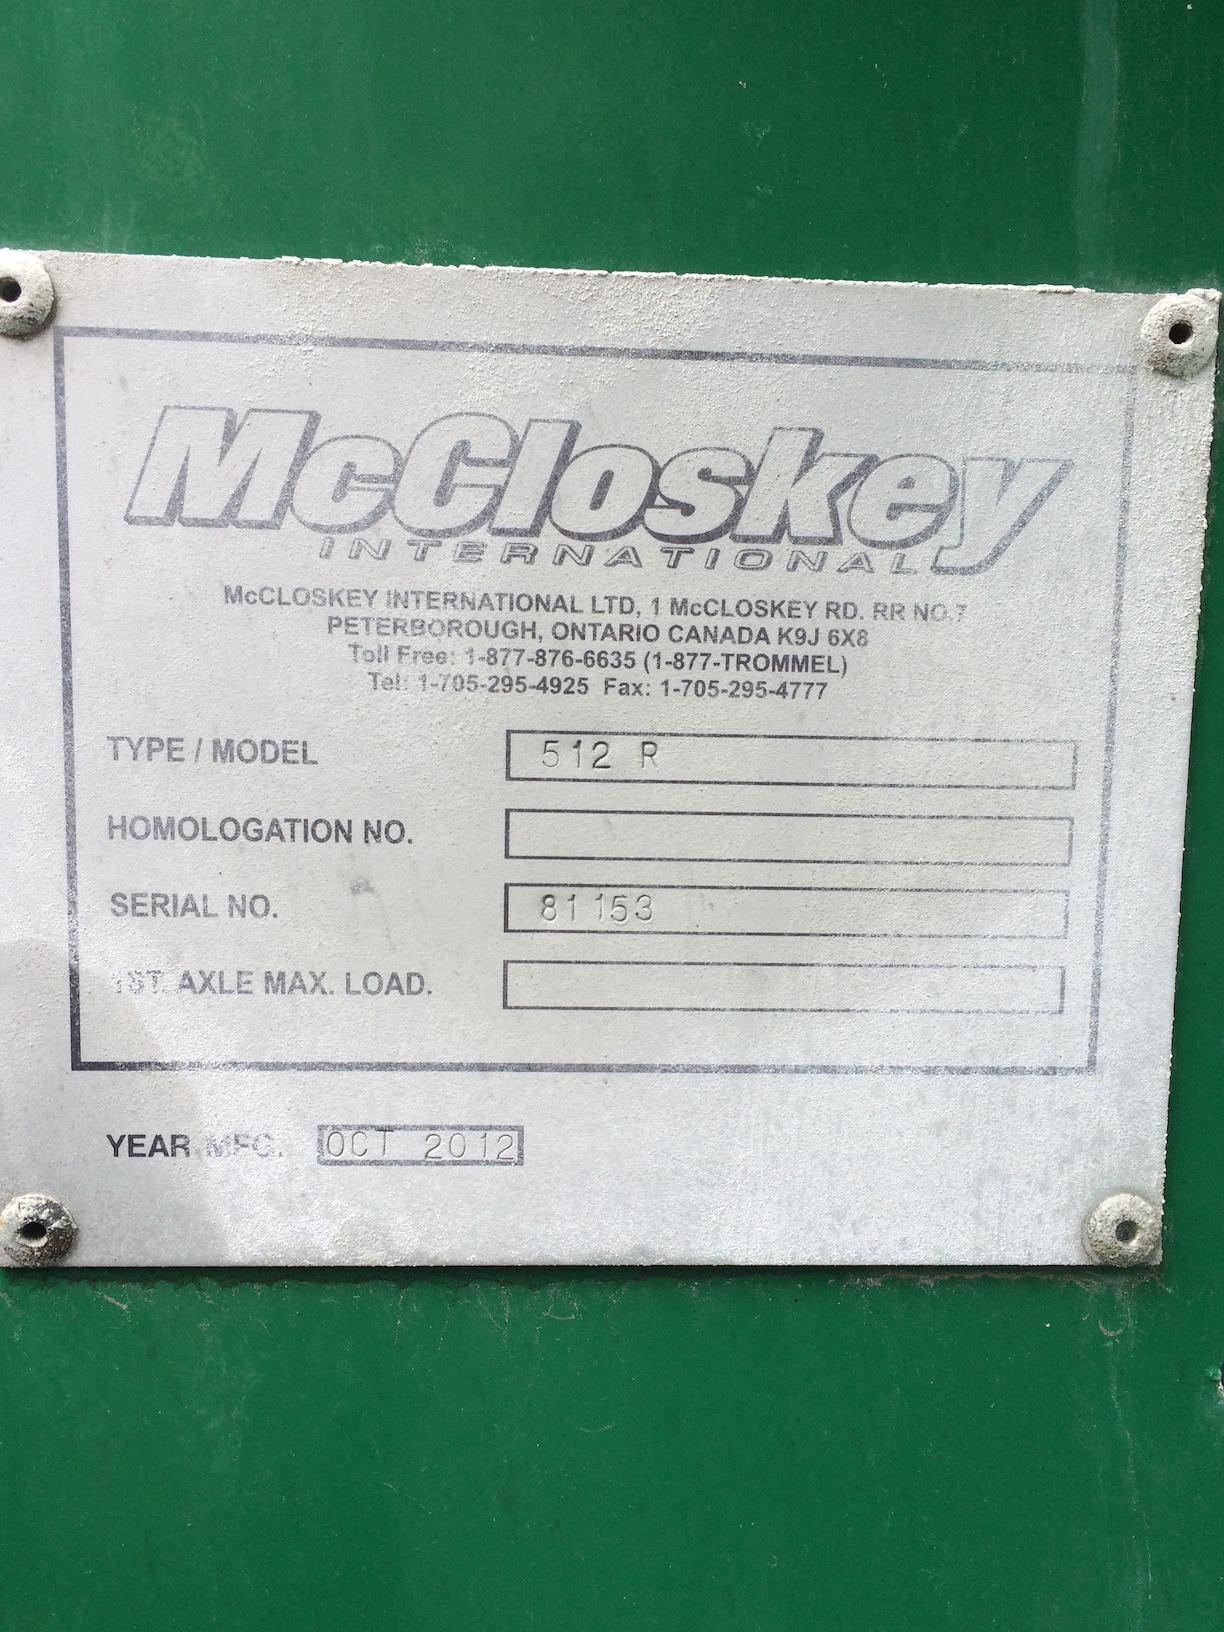 McCloskey
INTERNATIONAL
McCLOSKEY INTERNATIONAL LTD, 1 McCLOSKEY RD. RR NO.7
PETERBOROUGH, ONTARIO CANADA K9J 6X8
Toll Free: 1-877-876-6635 (1-877-TROMMEL)
Tel: 1-705-295-4925 Fax: 1-705-295-4777
TYPE / MODEL 512 R
HOMOLOGATION NO.
SERIAL NO. 81153
1ST. AXLE MAX. LOAD.
YEAR MFG. OCT 2012